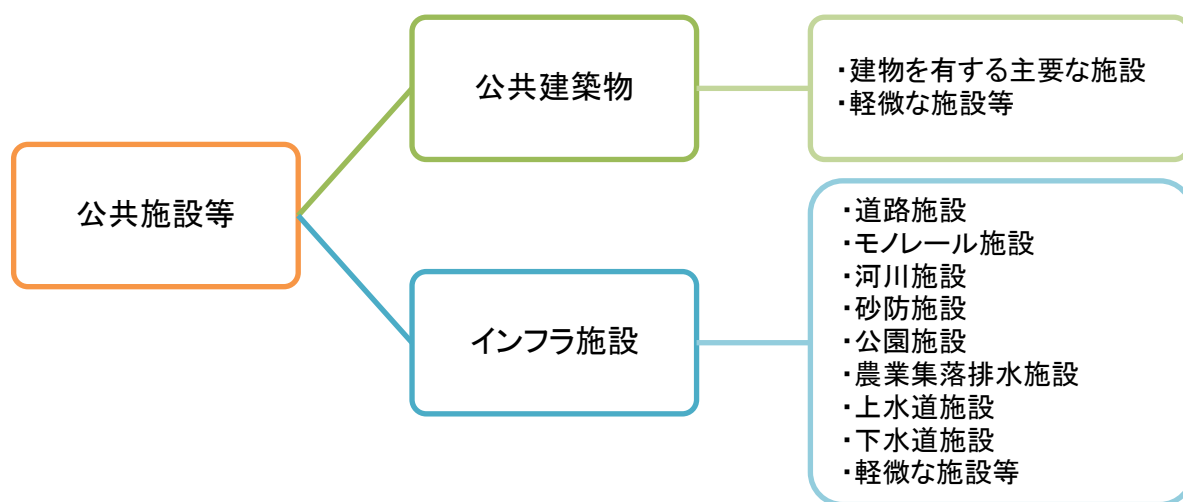 公共施設等
公共建築物
・建物を有する主要な施設
・軽微な施設等
インフラ施設
・道路施設
・モノレール施設
・河川施設
・砂防施設
・公園施設
・農業集落排水施設
・上水道施設
・下水道施設
・軽微な施設等